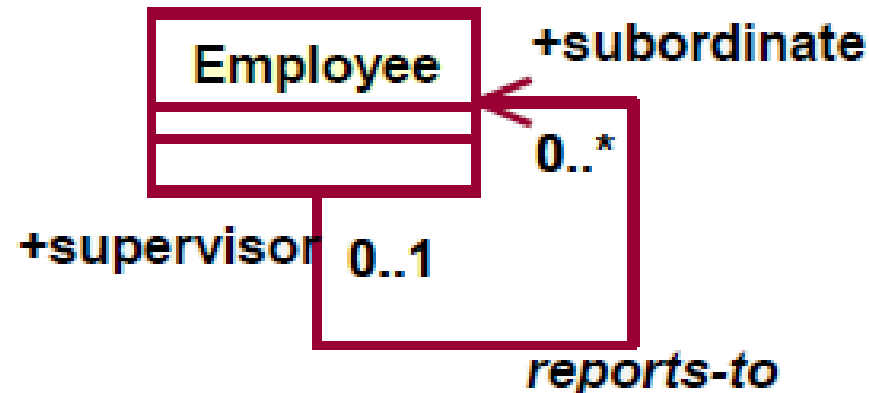 Employee
+subordinate
0..*
+supervisor
0..1
reports-to